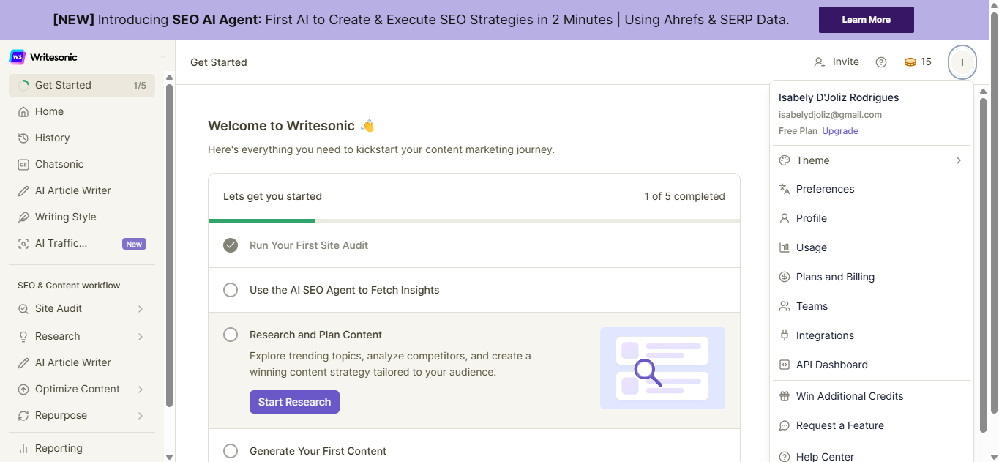 [NEW] Introducing SEO AI Agent: First AI to Create & Execute SEO Strategies in 2 Minutes | Using Ahrefs & SERP Data.
Learn More
WS Writesonic
Get Started 1/5
Home
History
CS Chatsonic
AI Article Writer
Writing Style
AI Traffic... New
SEO & Content workflow
Site Audit
Research
AI Article Writer
Optimize Content
Repurpose
Reporting
Get Started
Invite
15
I
Welcome to Writesonic 👋
Here's everything you need to kickstart your content marketing journey.
Lets get you started
1 of 5 completed
Run Your First Site Audit
Use the AI SEO Agent to Fetch Insights
Research and Plan Content
Explore trending topics, analyze competitors, and create a
winning content strategy tailored to your audience.
Start Research
Generate Your First Content
Isabely D'Joliz Rodrigues
isabelydjoliz@gmail.com
Free Plan Upgrade
Theme
Preferences
Profile
Usage
Plans and Billing
Teams
Integrations
API Dashboard
Win Additional Credits
Request a Feature
Help Center